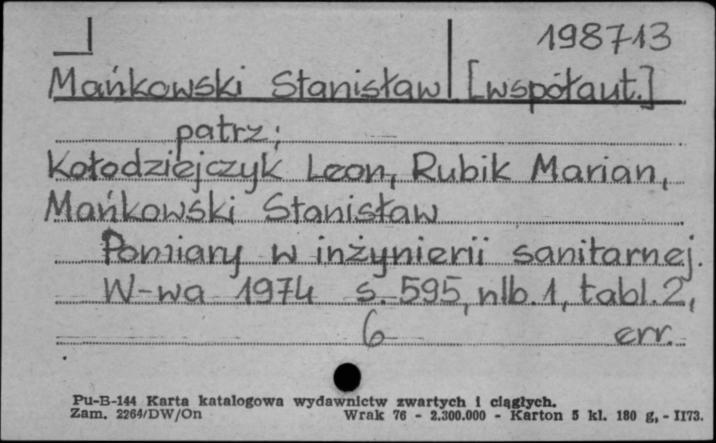 198713
Mańkowski Stanisław [współaut.]
patrz;
Kołodziejczyk Leon, Rubik Marian,
Mańkowski Stanisław
Pomiary w inżynierii sanitarnej.
W-wa 1974 s. 595, nlb. 1, tabl. 2,
6 err.
Pu-B-144 Karta katalogowa wydawnictw zwartych i ciągłych.
Zam. 2264/DW/On Wrak 76 - 2.300.000 - Karton 5 kl. 180 g, - II73.